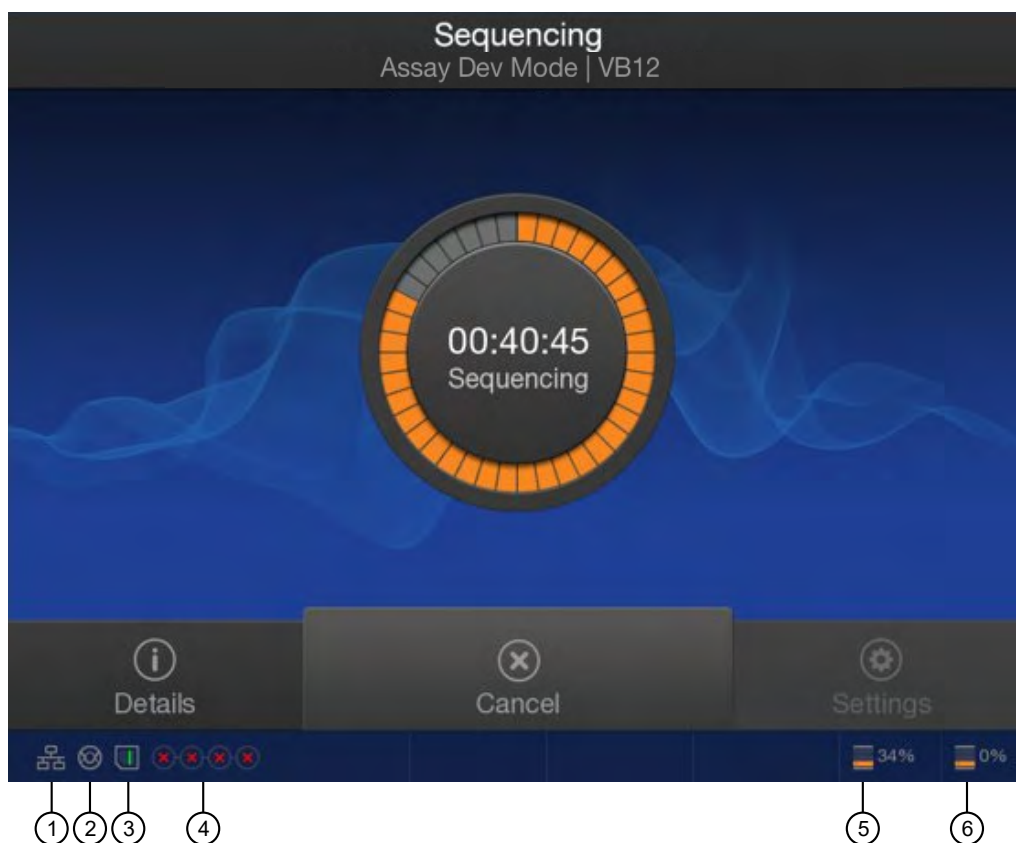 Sequencing
Assay Dev Mode | VB12
00:40:45
Sequencing
Details
Cancel
Settings
34%
0%
1
2
3
4
5
6